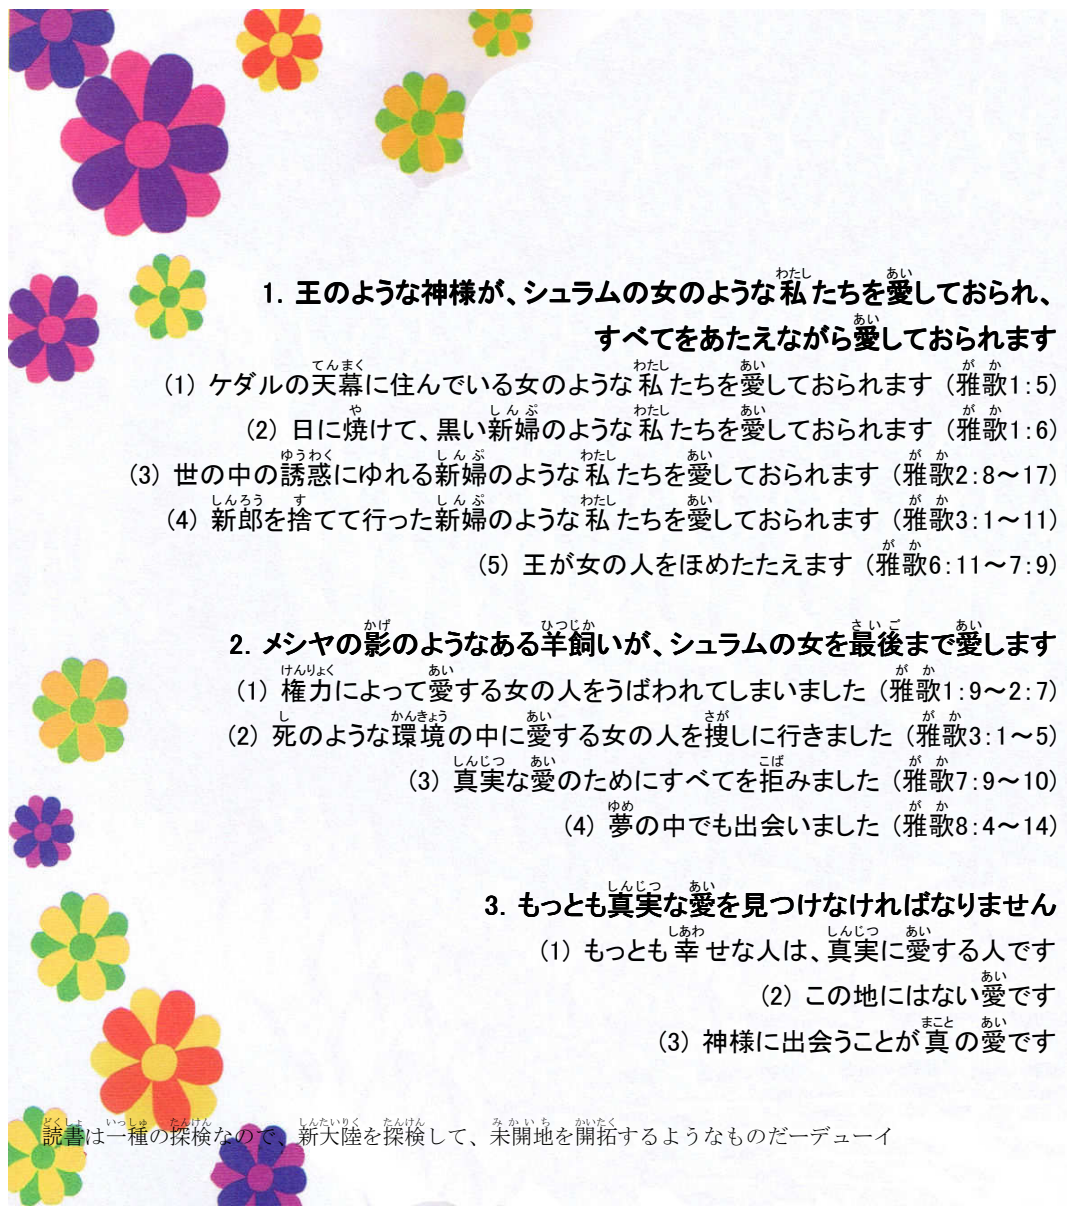 1. 王のような神様が、シュラムの女のような私たちを愛しておられ、
すべてをあたえながら愛しておられます
(1) ケダルの天幕に住んでいる女のような私たちを愛しておられます (雅歌1:5)
(2) 日に焼けて、黒い新婦のような私たちを愛しておられます (雅歌1:6)
(3) 世の中の誘惑にゆれる新婦のような私たちを愛しておられます (雅歌2:8～17)
(4) 新郎を捨てて行った新婦のような私たちを愛しておられます (雅歌3:1～11)
(5) 王が女の人をほめたたえます (雅歌6:11～7:9)
2. メシヤの影のようなある羊飼いが、シュラムの女を最後まで愛します
(1) 権力によって愛する女の人をうばわれてしまいました (雅歌1:9～2:7)
(2) 死のような環境の中に愛する女の人を捜しに行きました (雅歌3:1～5)
(3) 真実な愛のためにすべてを拒みました (雅歌7:9～10)
(4) 夢の中でも出会いました (雅歌8:4～14)
3. もっとも真実な愛を見つけなければなりません
(1) もっとも幸せな人は、真実に愛する人です
(2) この地にはない愛です
(3) 神様に出会うことが真の愛です
読書は一種の探検なので、新大陸を探検して、未開地を開拓するようなものだーデューイ